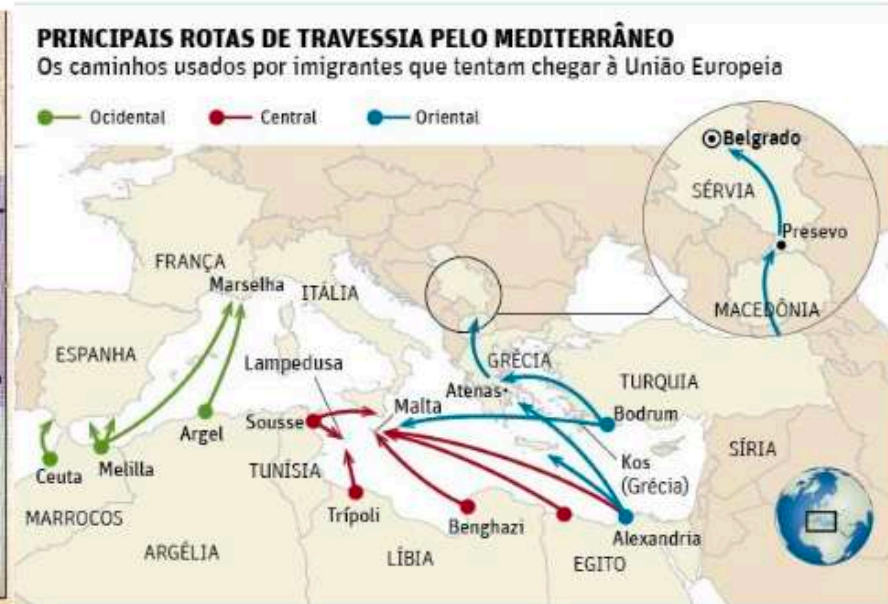 PRINCIPAIS ROTAS DE TRAVESSIA PELO MEDITERRÂNEO
Os caminhos usados por imigrantes que tentam chegar à União Europeia
Ocidental
Central
Oriental
Belgrado
SÉRVIA
Presevo
MACEDÔNIA
FRANÇA
Marselha
ITÁLIA
ESPANHA
Lampedusa
GRÉCIA
Atenas
TURQUIA
Malta
Bodrum
Argel
Sousse
SÍRIA
Ceuta
Melilla
TUNÍSIA
Kos
(Grécia)
MARROCOS
Trípoli
Benghazi
Alexandria
ARGÉLIA
LÍBIA
EGITO